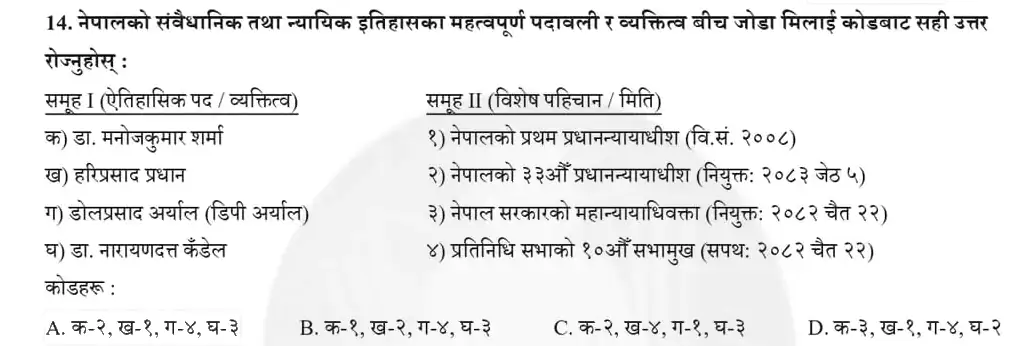 14. नेपालको संवैधानिक तथा न्यायिक इतिहासका महत्वपूर्ण पदावली र व्यक्तित्व बीच जोडा मिलाई कोडबाट सही उत्तर
रोज्नुहोस् :
समूह I (ऐतिहासिक पद / व्यक्तित्व) समूह II (विशेष पहिचान / मिति)
क) डा. मनोजकुमार शर्मा १) नेपालको प्रथम प्रधानन्यायाधीश (वि.सं. २००८)
ख) हरिप्रसाद प्रधान २) नेपालको ३३औँ प्रधानन्यायाधीश (नियुक्त: २०८३ जेठ ५)
ग) डोलप्रसाद अर्याल (डिपी अर्याल) ३) नेपाल सरकारको महान्यायाधिवक्ता (नियुक्त: २०८२ चैत २२)
घ) डा. नारायणदत्त कँडेल ४) प्रतिनिधि सभाको १०औँ सभामुख (सपथ: २०८२ चैत २२)
कोडहरू :
A. क-२, ख-१, ग-४, घ-३ B. क-१, ख-२, ग-४, घ-३ C. क-२, ख-४, ग-१, घ-३ D. क-३, ख-१, ग-४, घ-२